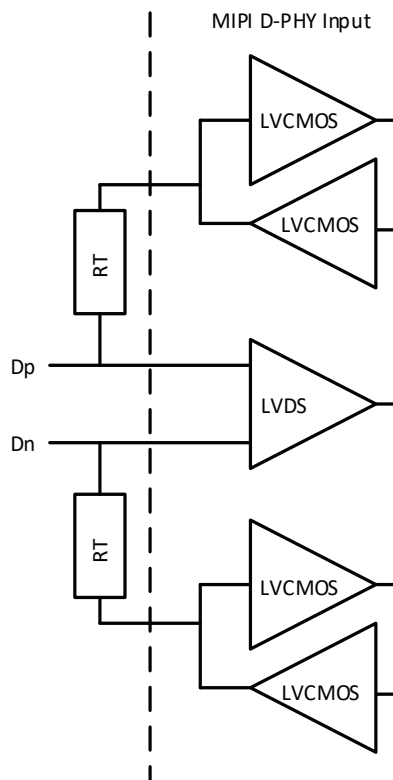 MIPI D-PHY Input
LVCMOS
LVCMOS
RT
Dp
LVDS
Dn
RT
LVCMOS
LVCMOS